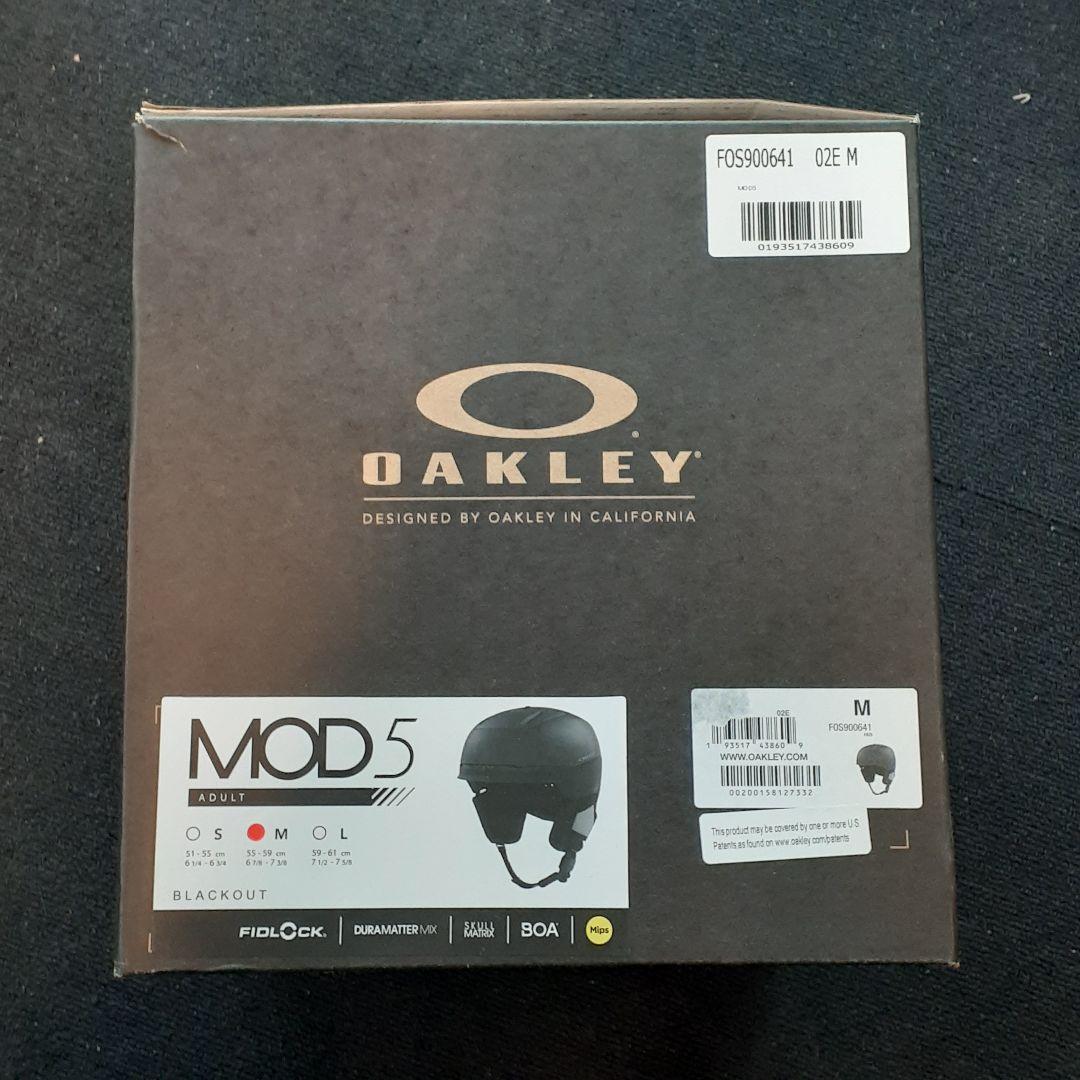 FOS900641 02E M
MOD5
0193517438609
OAKLEY
DESIGNED BY OAKLEY IN CALIFORNIA
MOD5
ADULT
S M L
51 - 55 cm 55 - 59 cm 59 - 61 cm
6 1/4 - 6 3/4 6 7/8 - 7 3/8 7 1/2 - 7 5/8
BLACKOUT
FIDLOCK® DURAMATTER MIX SKULL MATRIX BOA® Mips
02E M
FOS900641
1 93517 43860 9
WWW.OAKLEY.COM
00200158127332
This product may be covered by one or more U.S
Patents,as found on www.oakley.com/patents